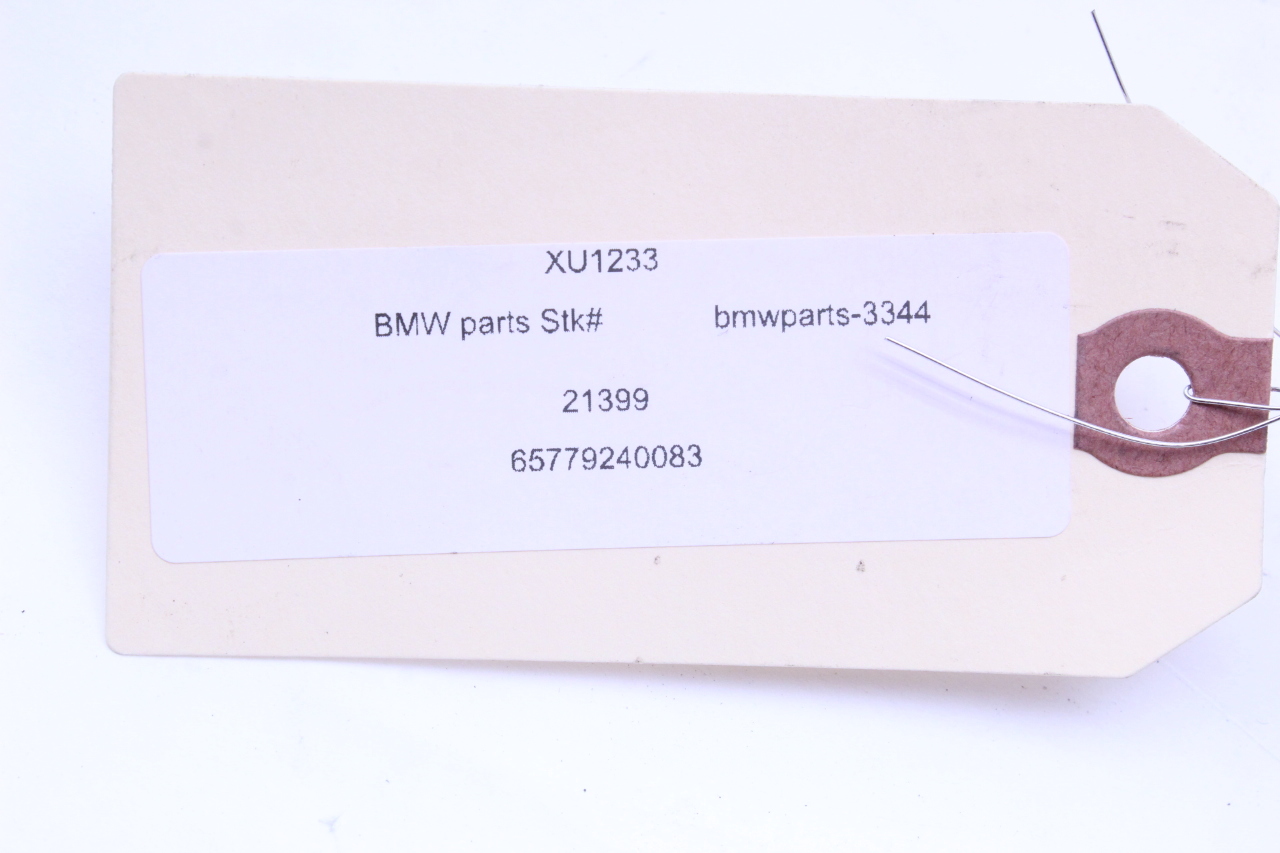 XU1233
BMW parts Stk# bmwparts-3344
21399
65779240083